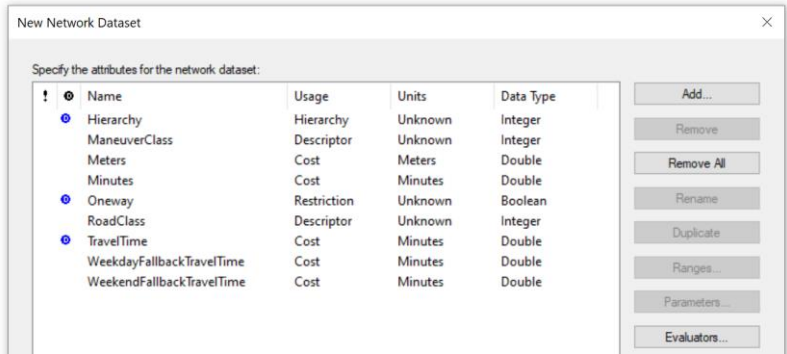 New Network Dataset
Specify the attributes for the network dataset:
! D Name Usage Units Data Type
D Hierarchy Hierarchy Unknown Integer
ManeuverClass Descriptor Unknown Integer
Meters Cost Meters Double
Minutes Cost Minutes Double
D Oneway Restriction Unknown Boolean
RoadClass Descriptor Unknown Integer
D TravelTime Cost Minutes Double
WeekdayFallbackTravelTime Cost Minutes Double
WeekendFallbackTravelTime Cost Minutes Double
Add...
Remove
Remove All
Rename
Duplicate
Ranges...
Parameters...
Evaluators...